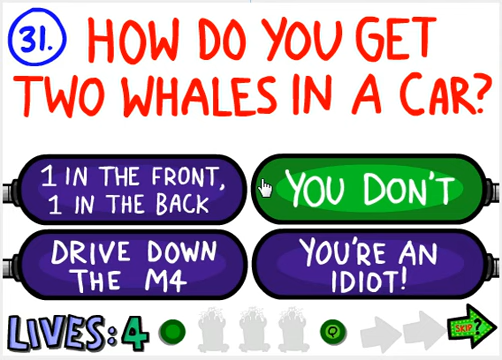 31.
HOW DO YOU GET
TWO WHALES IN A CAR?
1 IN THE FRONT,
1 IN THE BACK
YOU DON'T
DRIVE DOWN
THE M4
YOU'RE AN
IDIOT!
LIVES: 4
SKIP?